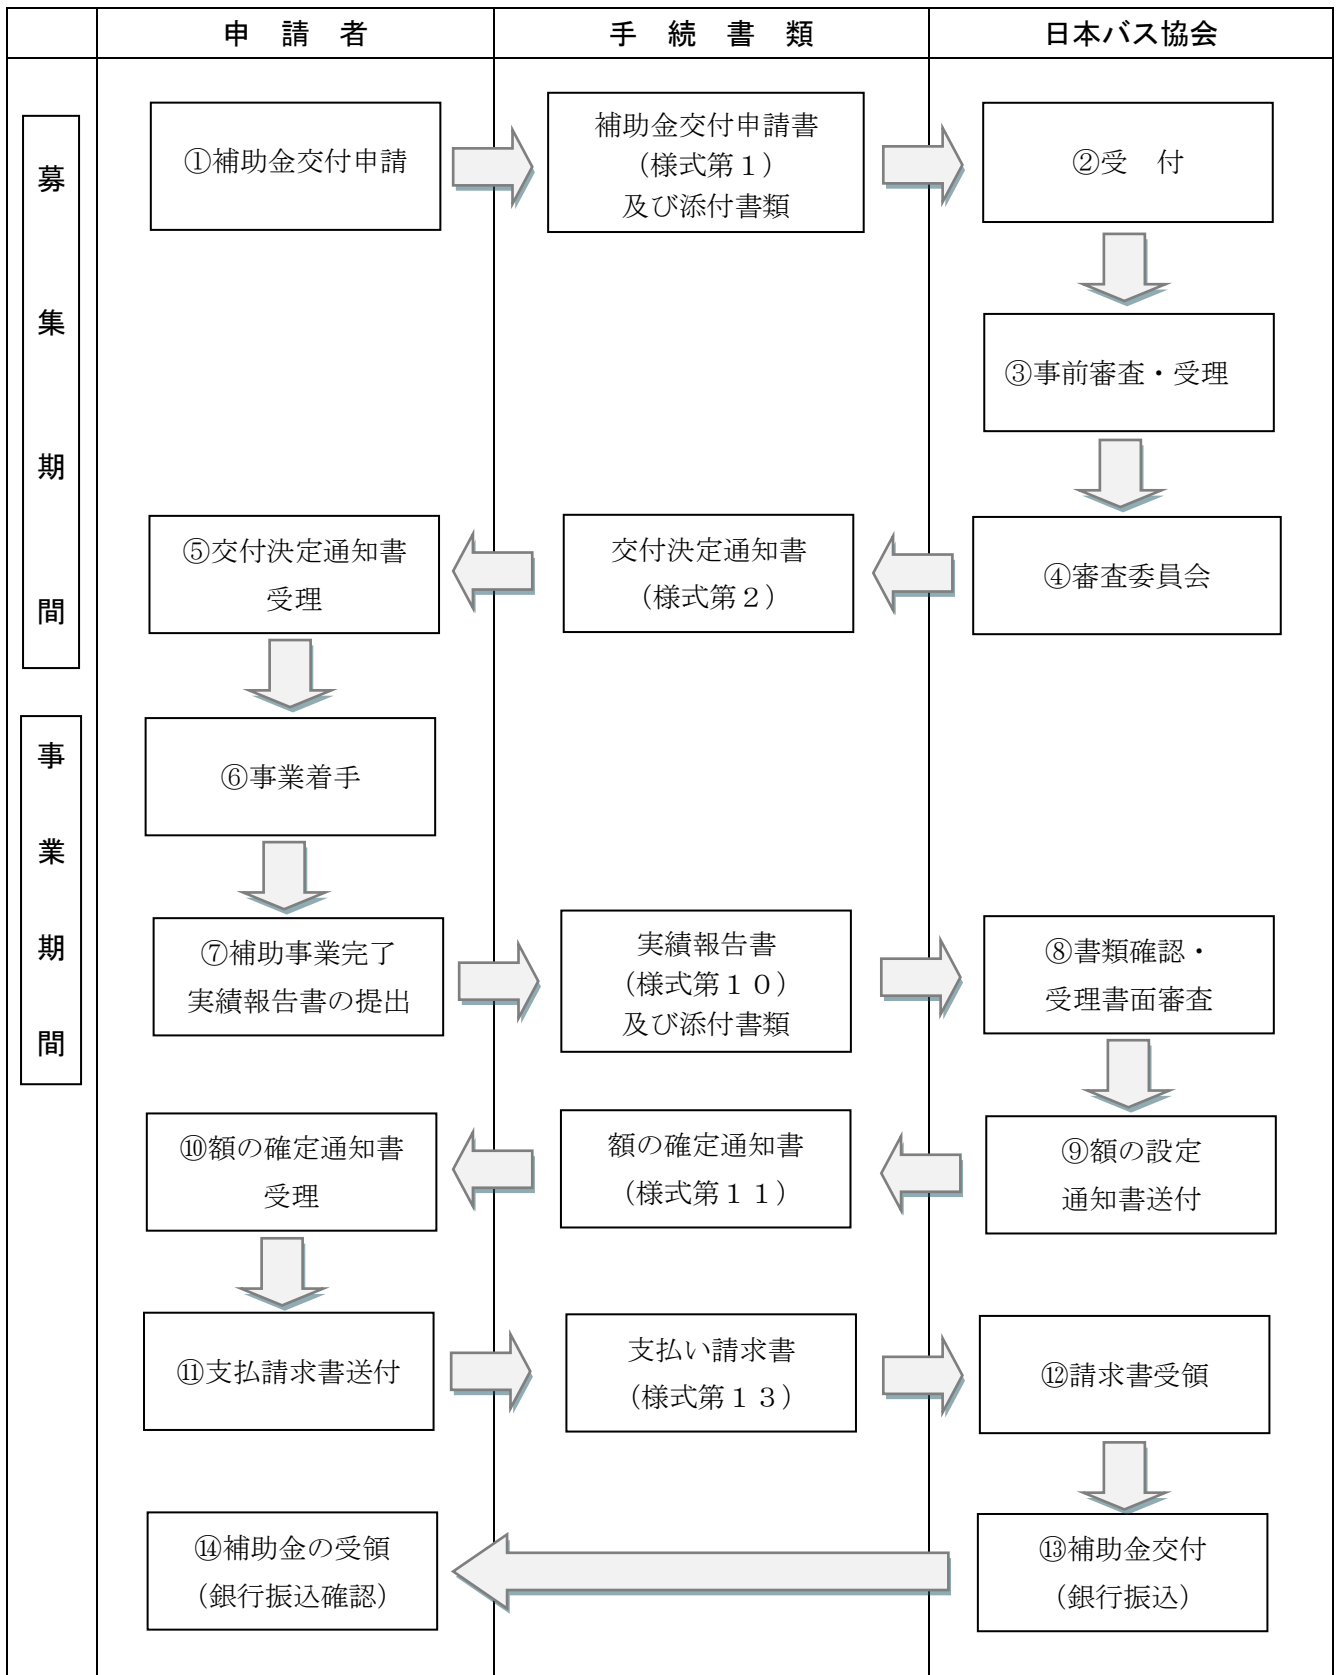 申　請　者
手　続　書　類
日本バス協会
募集期間
①補助金交付申請
補助金交付申請書
（様式第１）
及び添付書類
②受　付
③事前審査・受理
④審査委員会
交付決定通知書
（様式第２）
⑤交付決定通知書
受理
事業期間
⑥事業着手
⑦補助事業完了
実績報告書の提出
実績報告書
（様式第１０）
及び添付書類
⑧書類確認・
受理書面審査
⑨額の設定
通知書送付
額の確定通知書
（様式第１１）
⑩額の確定通知書
受理
⑪支払請求書送付
支払い請求書
（様式第１３）
⑫請求書受領
⑬補助金交付
（銀行振込）
⑭補助金の受領
（銀行振込確認）